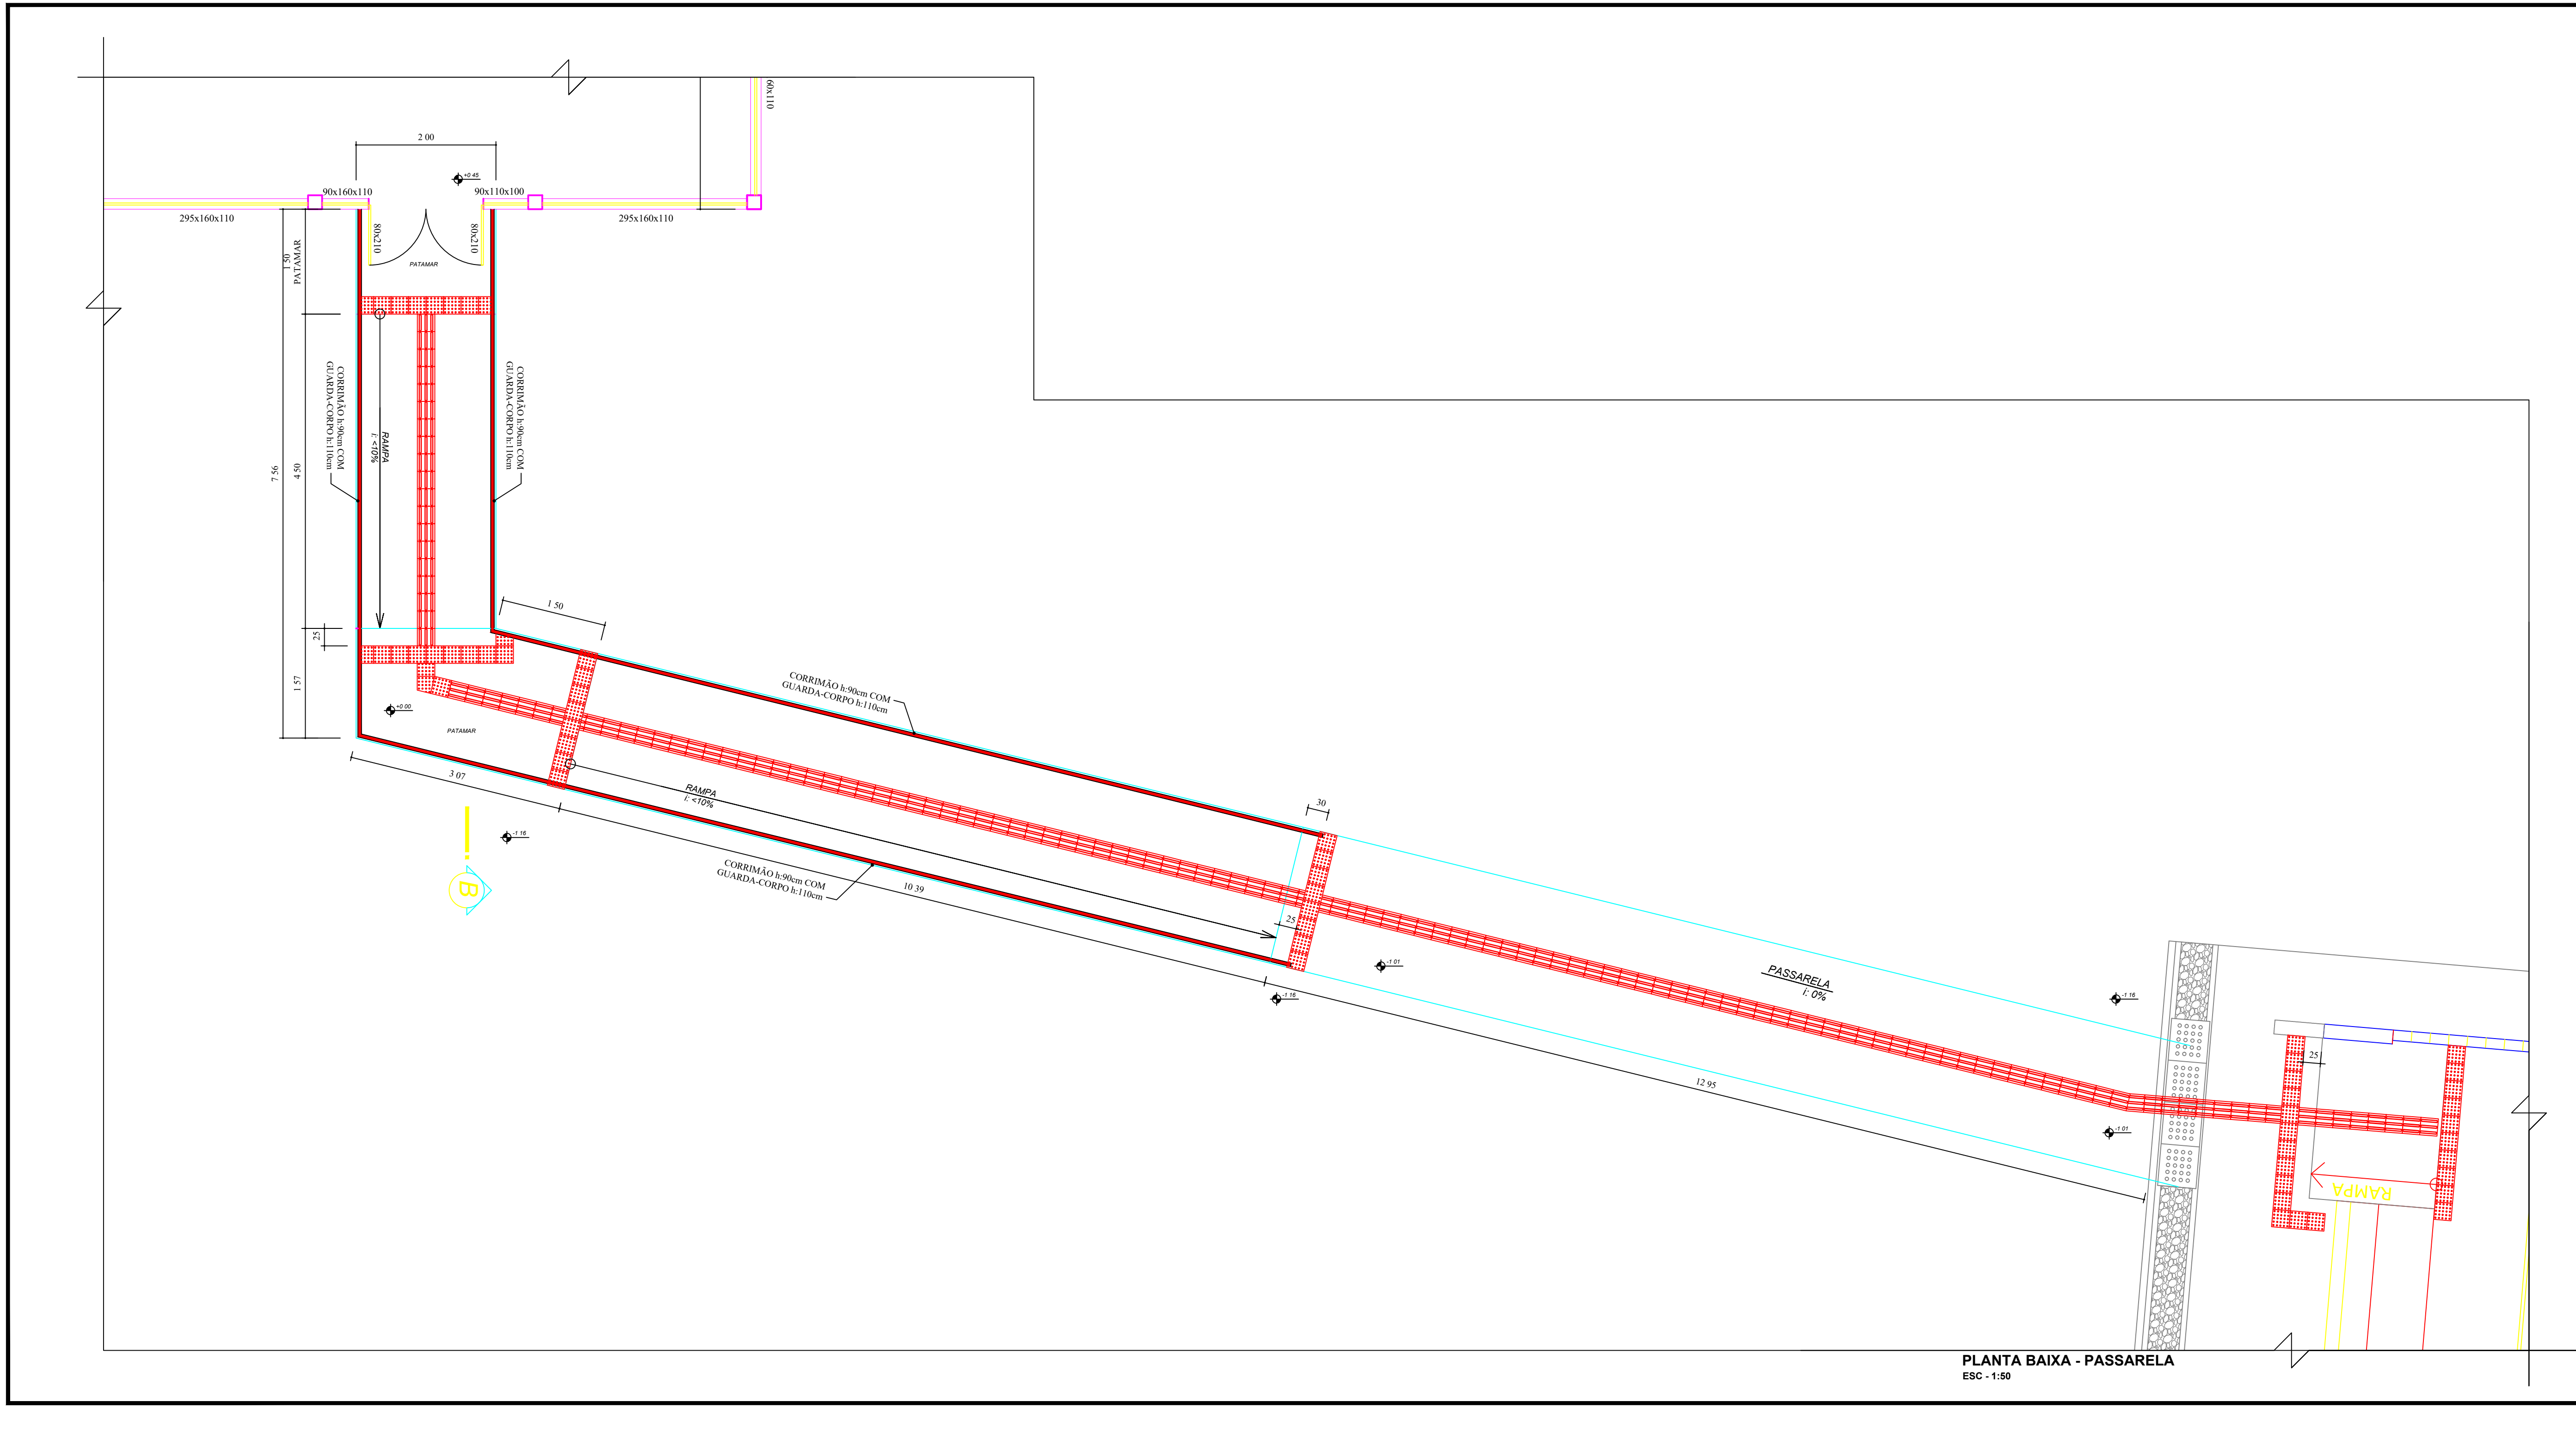 60x110
2 00
+0 45
90x160x110
90x110x100
295x160x110
295x160x110
80x210
80x210
PATAMAR
1 50
PATAMAR
CORRIMÃO h:90cm COM
GUARDA-CORPO h:110cm
CORRIMÃO h:90cm COM
GUARDA-CORPO h:110cm
RAMPA
i: <10%
7 56
4 50
25
1 50
1 57
+0 00
PATAMAR
CORRIMÃO h:90cm COM
GUARDA-CORPO h:110cm
3 07
RAMPA
i: <10%
30
-1 16
B
CORRIMÃO h:90cm COM
GUARDA-CORPO h:110cm
10 39
25
-1 01
-1 16
PASSARELA
i: 0%
-1 16
25
12 95
-1 01
RAMPA
PLANTA BAIXA - PASSARELA
ESC - 1:50